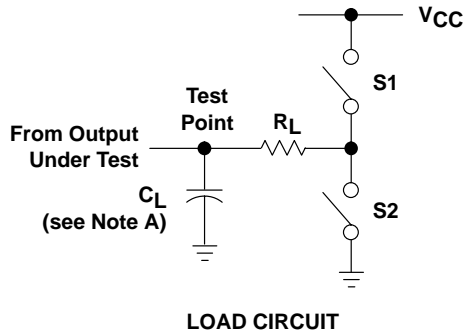 VCC
S1
Test
Point
RL
From Output
Under Test
CL
(see Note A)
S2
LOAD CIRCUIT